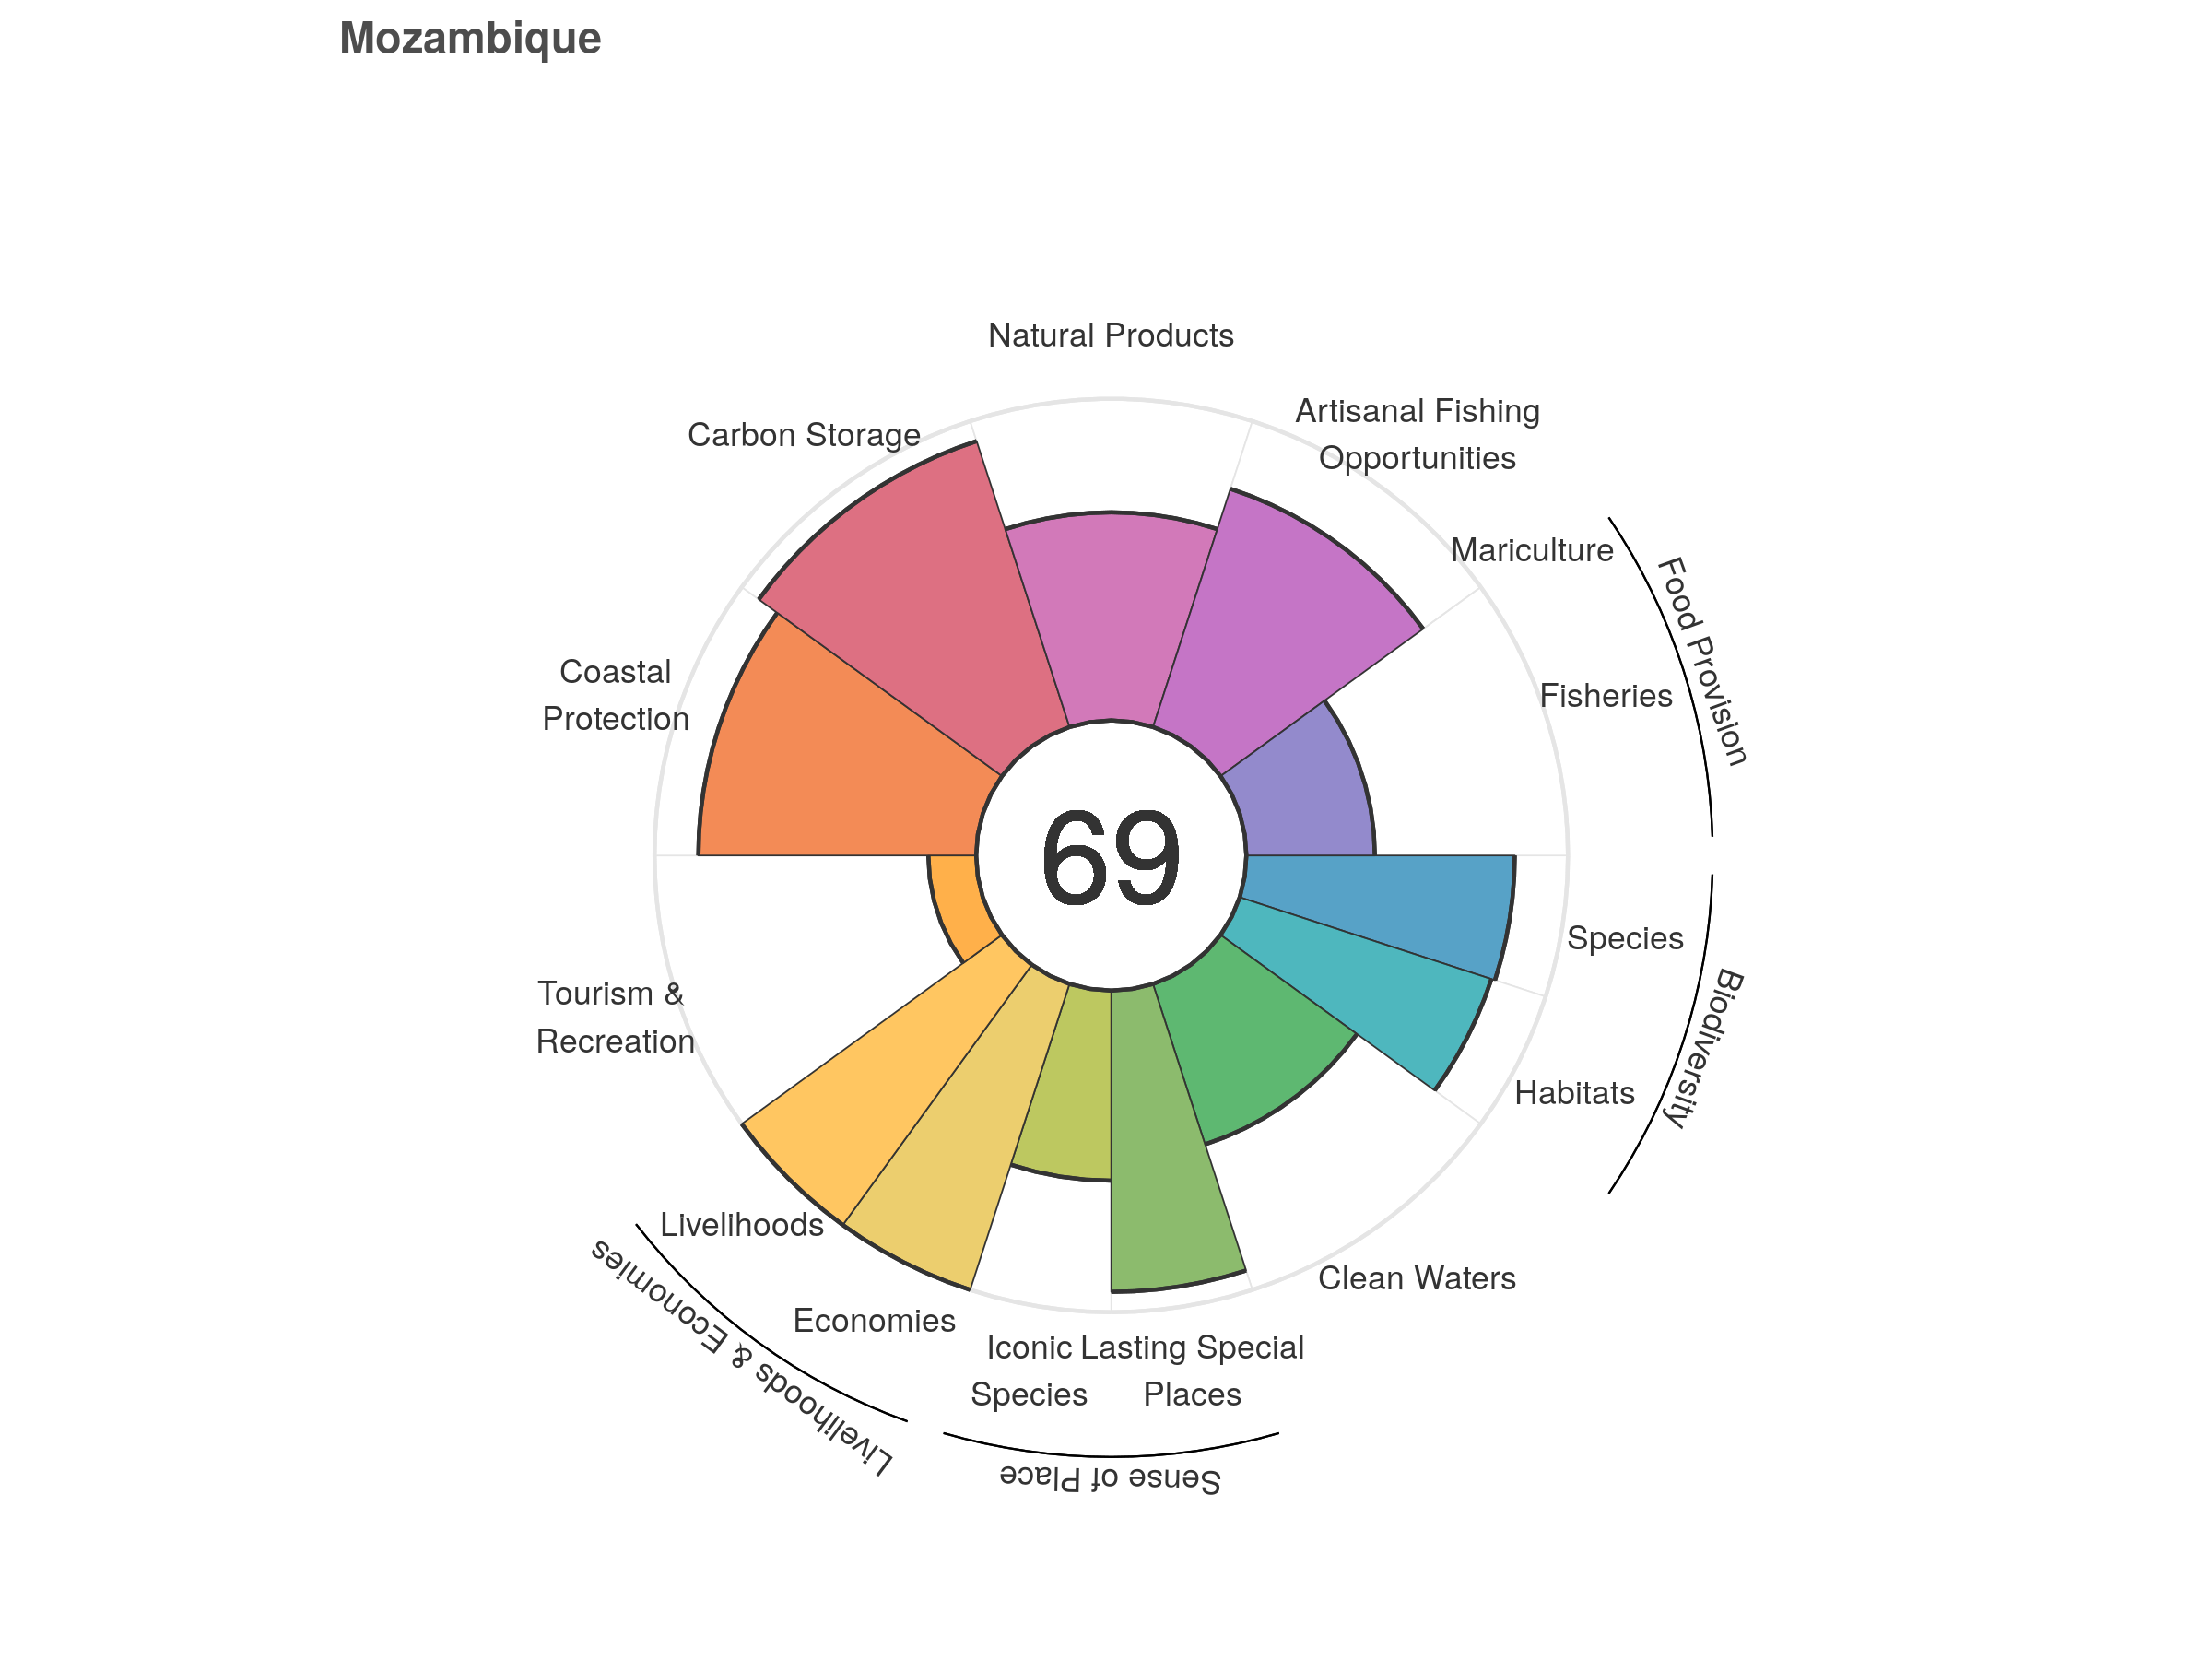 Mozambique
Natural Products
Artisanal Fishing
Opportunities
Carbon Storage
Mariculture
Food Provision
Fisheries
Coastal
Protection
69
Species
Biodiversity
Habitats
Tourism &
Recreation
Livelihoods
Livelihoods & Economies
Economies
Clean Waters
Iconic
Species
Lasting Special
Places
Sense of Place